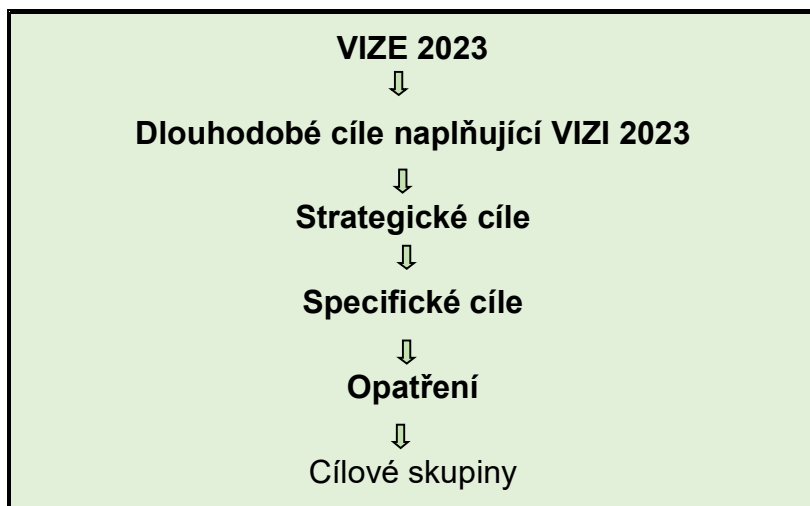 VIZE 2023
⇩
Dlouhodobé cíle naplňující VIZI 2023
⇩
Strategické cíle
⇩
Specifické cíle
⇩
Opatření
⇩
Cílové skupiny